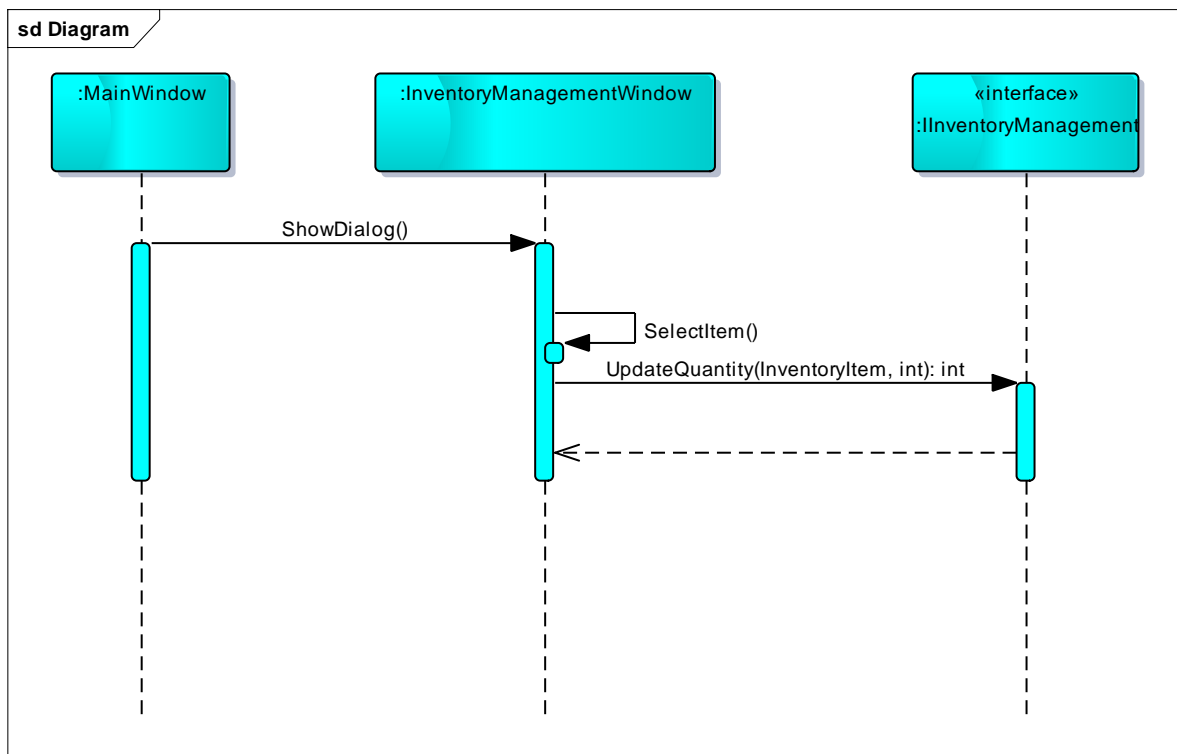 sd Diagram
:MainWindow
:InventoryManagementWindow
«interface»
:IInventoryManagement
ShowDialog()
SelectItem()
UpdateQuantity(InventoryItem, int): int